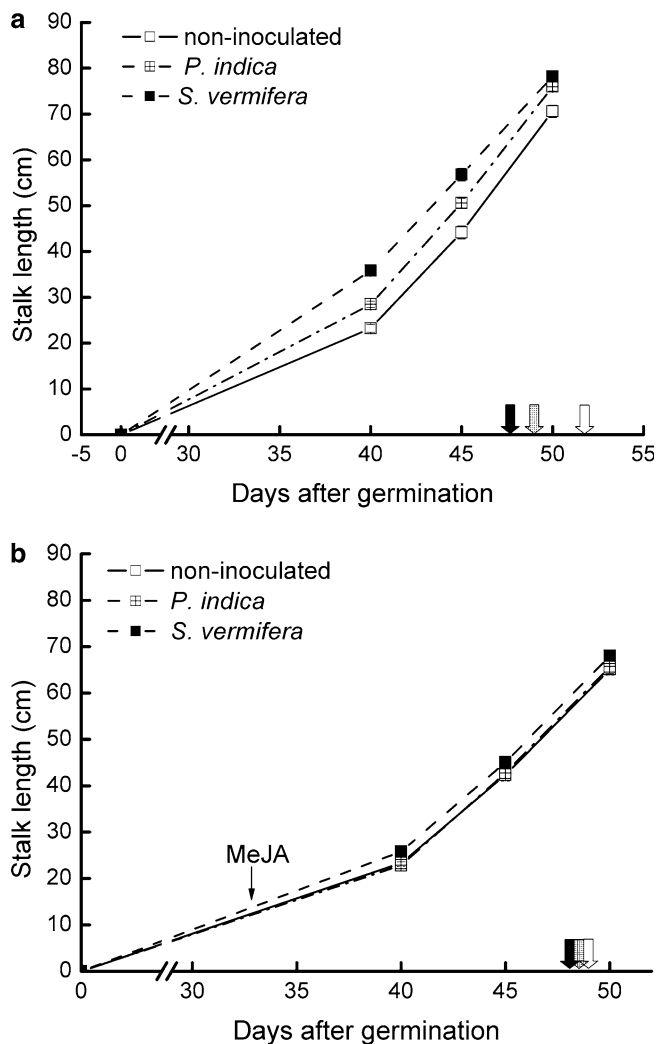 a
90
80
70
60
50
40
30
20
10
0
Stalk length (cm)
non-inoculated
P. indica
S. vermifera
-5 0 30 40 45 50 55
Days after germination
b
90
80
70
60
50
40
30
20
10
0
Stalk length (cm)
non-inoculated
P. indica
S. vermifera
MeJA
0 30 35 40 45 50
Days after germination